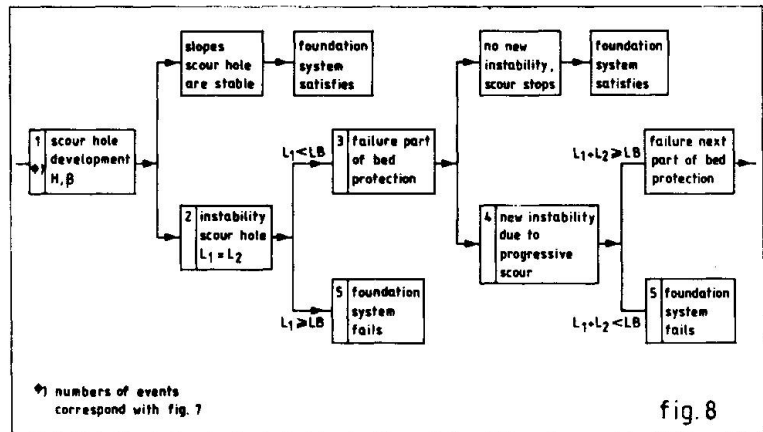 slopes
scour hole
are stable
foundation
system
satisfies
no new
instability,
scour stops
foundation
system
satisfies
1 scour hole
*) development
H,β
L₁<LB
3 failure part
of bed
protection
L₁+L₂≥LB
failure next
part of bed
protection
2 instability
scour hole
L₁=L₂
4 new instability
due to
progressive
scour
L₁≥LB
5 foundation
system
fails
L₁+L₂<LB
5 foundation
system
fails
*) numbers of events
correspond with fig. 7
fig. 8